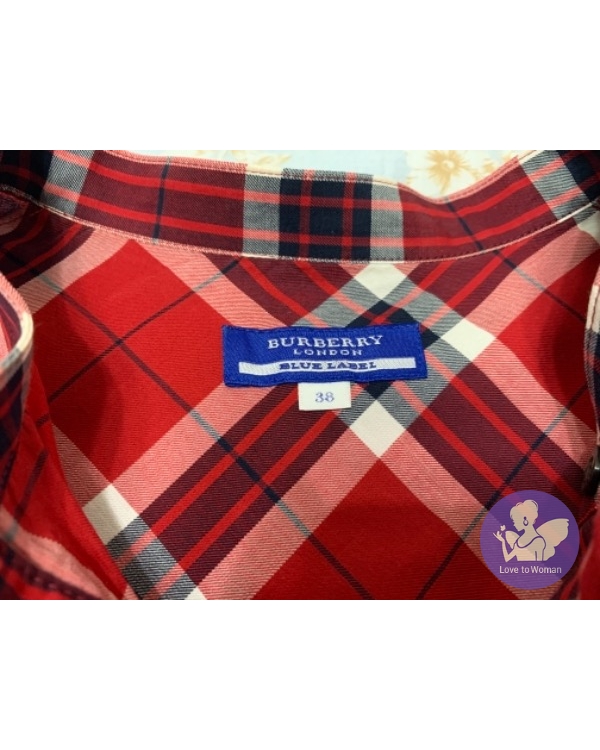 BURBERRY
LONDON
BLUE LABEL
38
Love to Woman